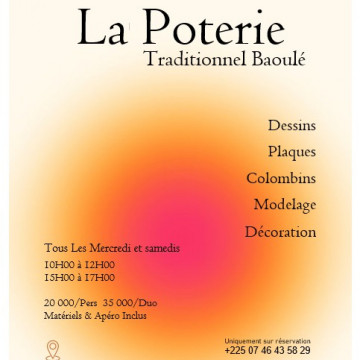 La Poterie
Traditionnel Baoulé
Dessins
Plaques
Colombins
Modelage
Décoration
Tous Les Mercredi et samedis
10H00 à 12H00
15H00 à 17H00
20 000/Pers 35 000/Duo
Matériels & Apéro Inclus
Uniquement sur réservation
+225 07 46 43 58 29